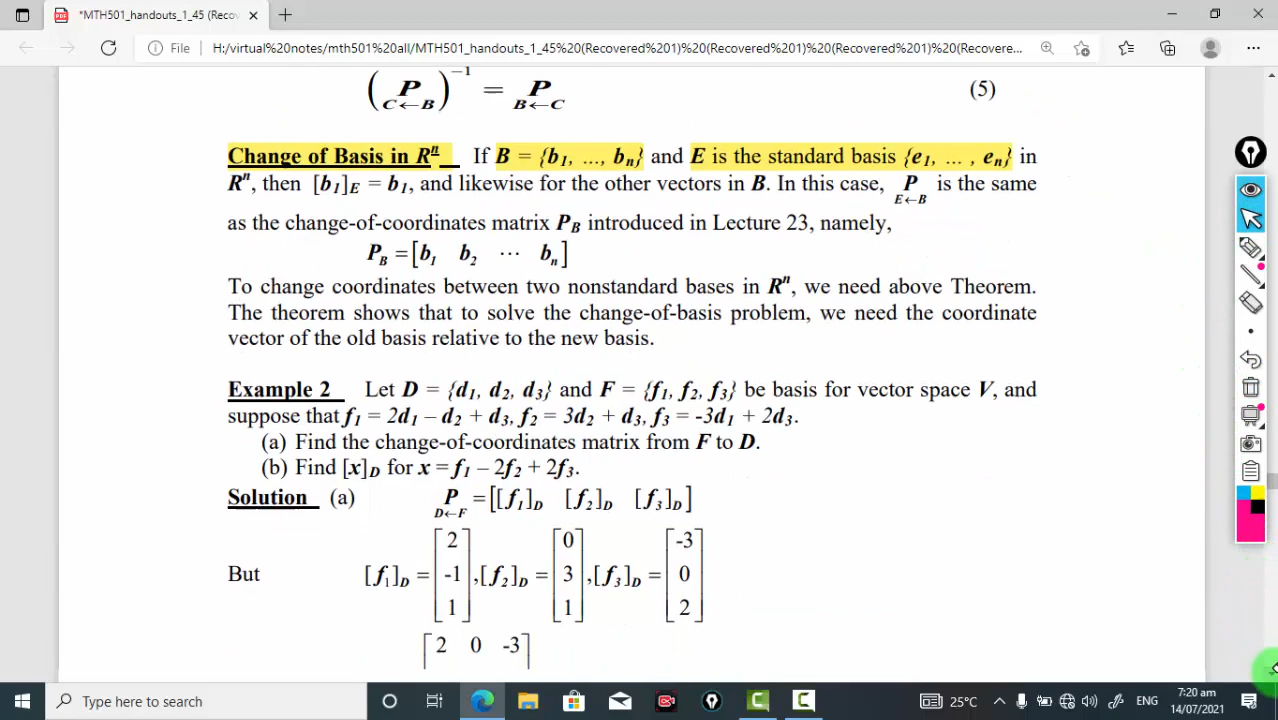 *MTH501_handouts_1_45 (Recov
File H:/virtual%20notes/mth501%20all/MTH501_handouts_1_45%20(Recovered%201)%20(Recovered%201)%20(Recovered%201)%20(Recovere...
(P C←B)⁻¹ = P B←C (5)
Change of Basis in Rⁿ If B = {b₁, ..., bₙ} and E is the standard basis {e₁, ... , eₙ} in
Rⁿ, then [b₁]E = b₁, and likewise for the other vectors in B. In this case, P E←B is the same
as the change-of-coordinates matrix PB introduced in Lecture 23, namely,
PB = [b₁ b₂ ⋯ bₙ]
To change coordinates between two nonstandard bases in Rⁿ, we need above Theorem.
The theorem shows that to solve the change-of-basis problem, we need the coordinate
vector of the old basis relative to the new basis.
Example 2 Let D = {d₁, d₂, d₃} and F = {f₁, f₂, f₃} be basis for vector space V, and
suppose that f₁ = 2d₁ – d₂ + d₃, f₂ = 3d₂ + d₃, f₃ = -3d₁ + 2d₃.
(a) Find the change-of-coordinates matrix from F to D.
(b) Find [x]D for x = f₁ – 2f₂ + 2f₃.
Solution (a) P D←F = [[f₁]D [f₂]D [f₃]D]
But [f₁]D = [2 -1 1], [f₂]D = [0 3 1], [f₃]D = [-3 0 2]
2 0 -3
Type here to search
25°C
ENG
7:20 am
14/07/2021